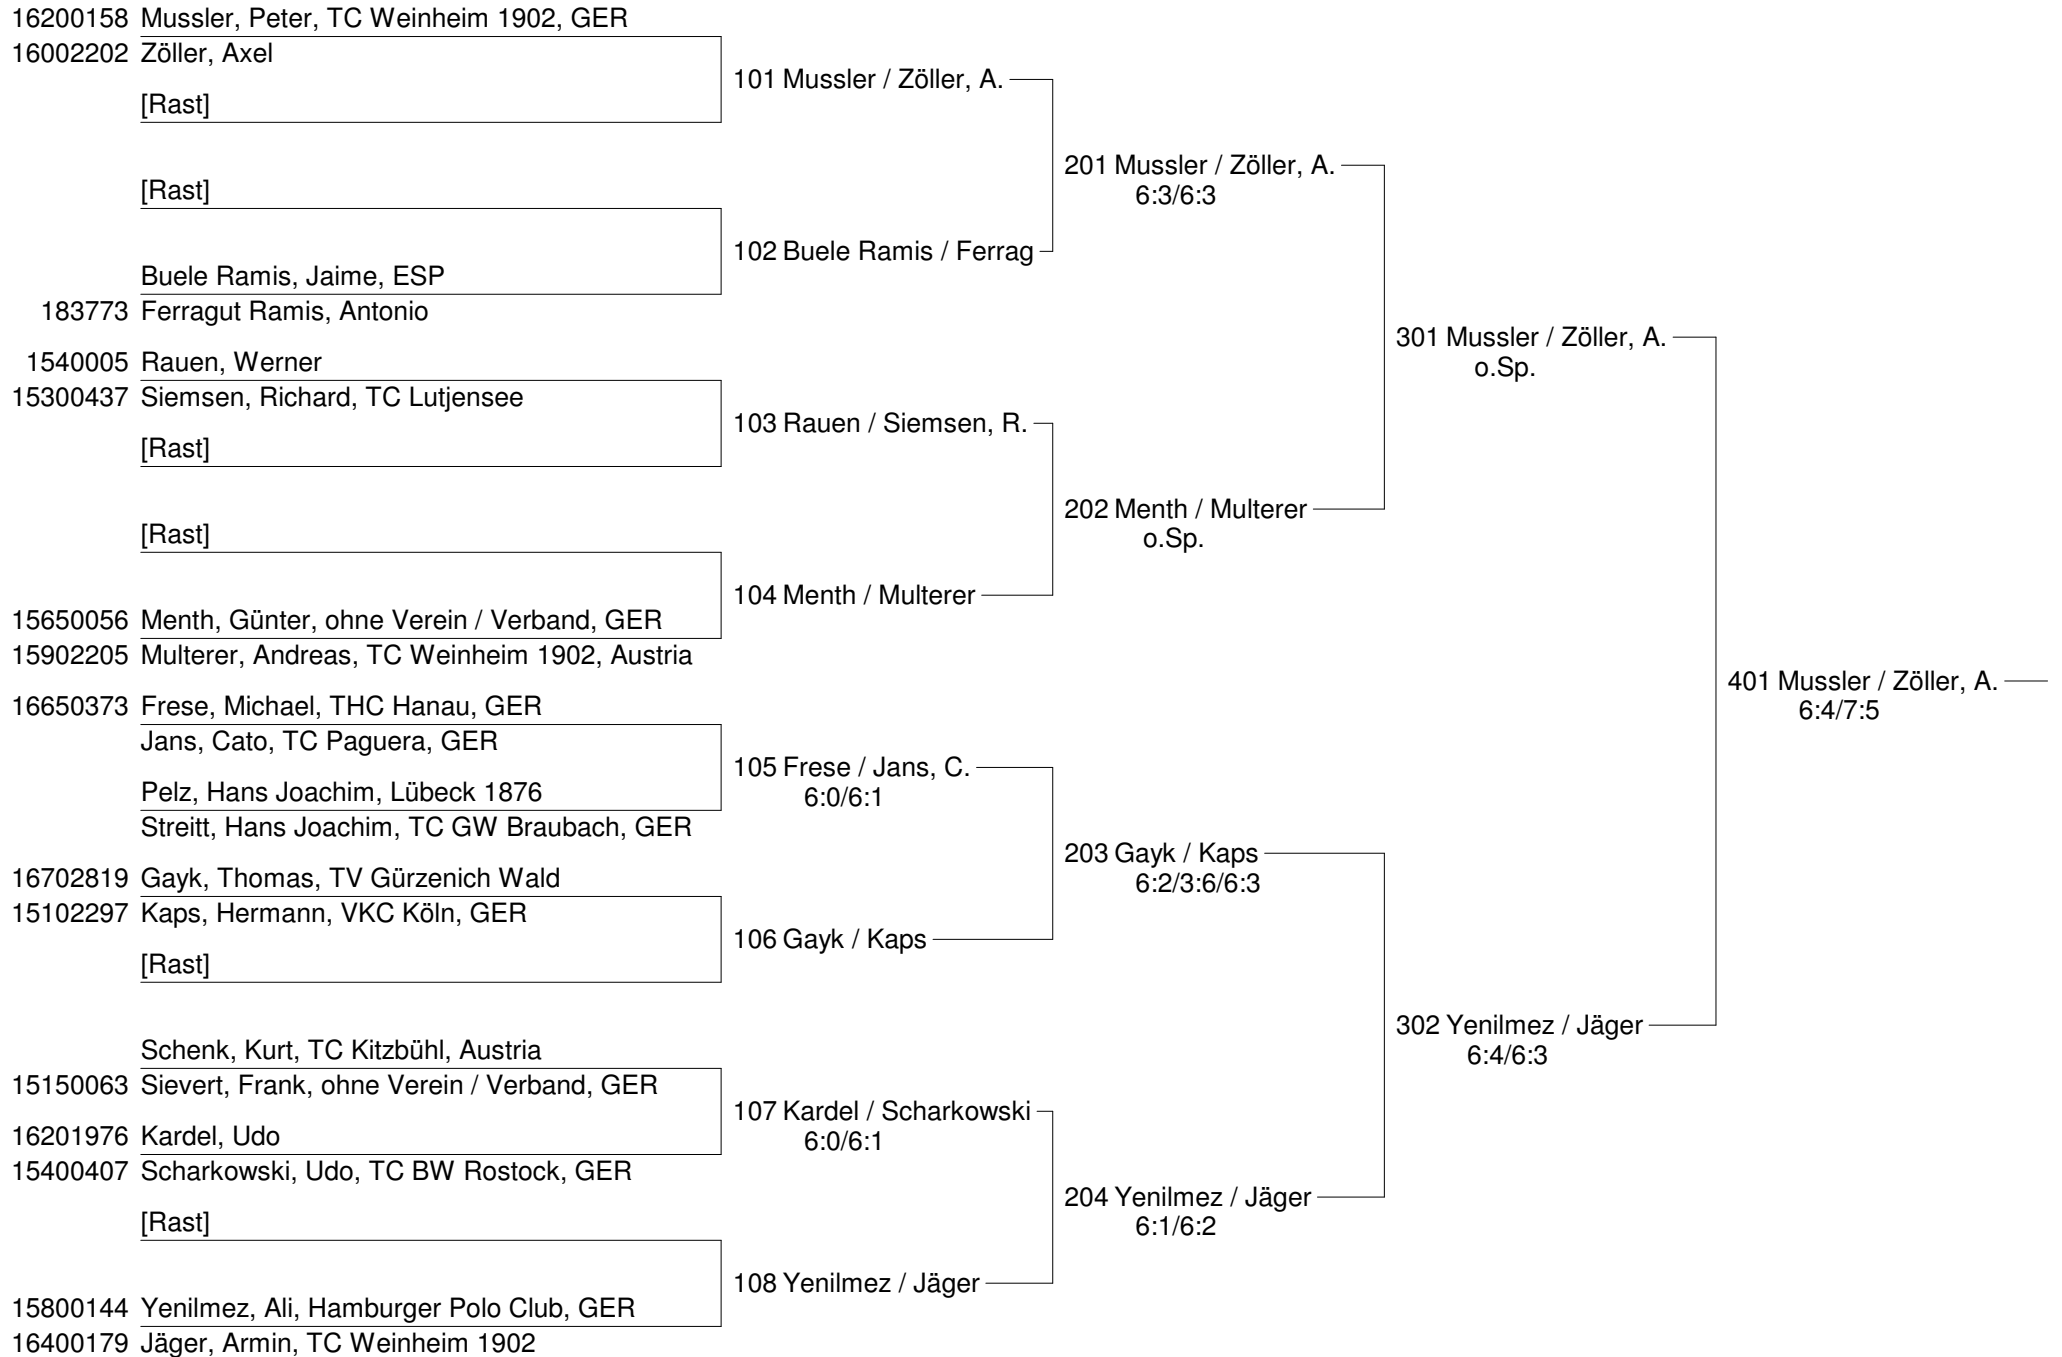 16200158 Mussler, Peter, TC Weinheim 1902, GER
16002202 Zöller, Axel
[Rast]
[Rast]
Buele Ramis, Jaime, ESP
183773 Ferragut Ramis, Antonio
1540005 Rauen, Werner
15300437 Siemsen, Richard, TC Lutjensee
[Rast]
[Rast]
15650056 Menth, Günter, ohne Verein / Verband, GER
15902205 Multerer, Andreas, TC Weinheim 1902, Austria
16650373 Frese, Michael, THC Hanau, GER
Jans, Cato, TC Paguera, GER
Pelz, Hans Joachim, Lübeck 1876
Streitt, Hans Joachim, TC GW Braubach, GER
16702819 Gayk, Thomas, TV Gürzenich Wald
15102297 Kaps, Hermann, VKC Köln, GER
[Rast]
Schenk, Kurt, TC Kitzbühl, Austria
15150063 Sievert, Frank, ohne Verein / Verband, GER
16201976 Kardel, Udo
15400407 Scharkowski, Udo, TC BW Rostock, GER
[Rast]
15800144 Yenilmez, Ali, Hamburger Polo Club, GER
16400179 Jäger, Armin, TC Weinheim 1902
101 Mussler / Zöller, A.
102 Buele Ramis / Ferrag
103 Rauen / Siemsen, R.
104 Menth / Multerer
105 Frese / Jans, C.
6:0/6:1
106 Gayk / Kaps
107 Kardel / Scharkowski
6:0/6:1
108 Yenilmez / Jäger
201 Mussler / Zöller, A.
6:3/6:3
202 Menth / Multerer
o.Sp.
203 Gayk / Kaps
6:2/3:6/6:3
204 Yenilmez / Jäger
6:1/6:2
301 Mussler / Zöller, A.
o.Sp.
302 Yenilmez / Jäger
6:4/6:3
401 Mussler / Zöller, A.
6:4/7:5